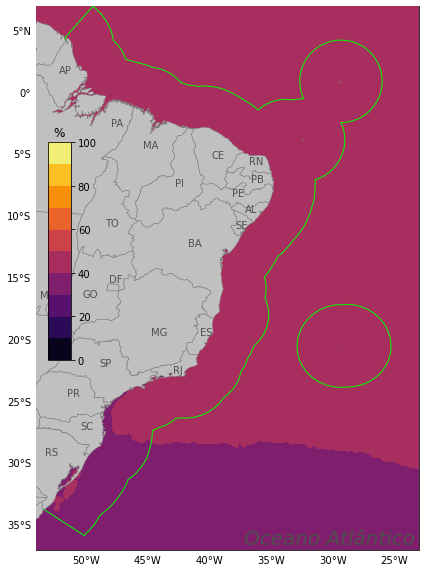 5°N
AP
0°
PA
%
100
MA
CE
RN
5°S
PI
PB
80
PE
AL
10°S
SE
TO
60
BA
15°S
DF
M
GO
40
20
MG
ES
20°S
0
SP
RJ
PR
25°S
SC
RS
30°S
35°S
Oceano Atlântico
50°W
45°W
40°W
35°W
30°W
25°W